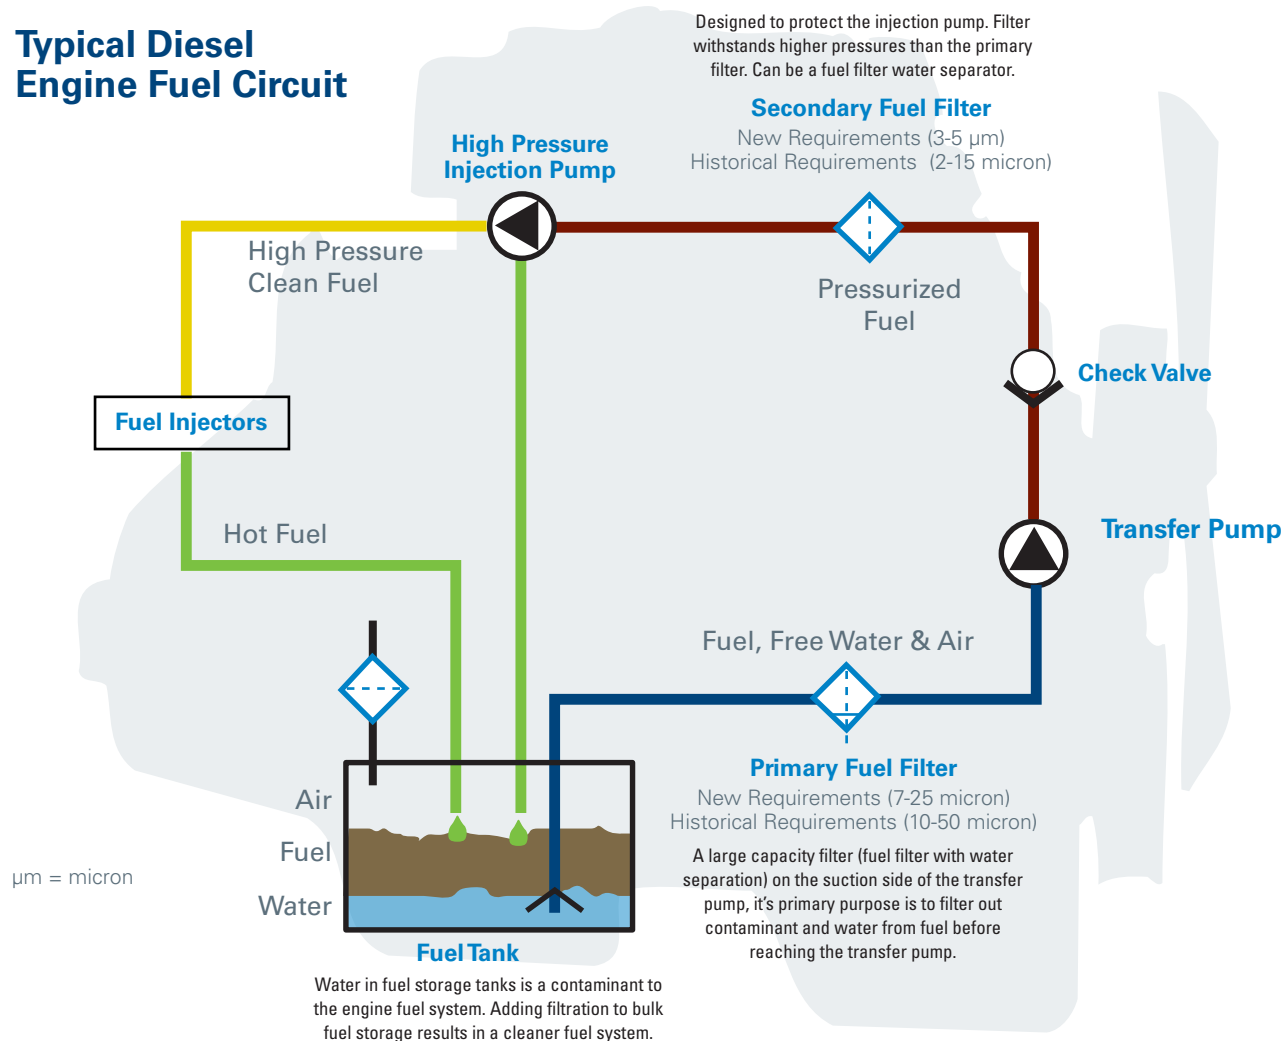 Typical Diesel
Engine Fuel Circuit
Designed to protect the injection pump. Filter
withstands higher pressures than the primary
filter. Can be a fuel filter water separator.
Secondary Fuel Filter
New Requirements (3-5 µm)
Historical Requirements (2-15 micron)
High Pressure
Injection Pump
High Pressure
Clean Fuel
Pressurized
Fuel
Check Valve
Fuel Injectors
Transfer Pump
Hot Fuel
Fuel, Free Water & Air
Primary Fuel Filter
New Requirements (7-25 micron)
Historical Requirements (10-50 micron)
A large capacity filter (fuel filter with water
separation) on the suction side of the transfer
pump, it's primary purpose is to filter out
contaminant and water from fuel before
reaching the transfer pump.
Air
Fuel
Water
µm = micron
Fuel Tank
Water in fuel storage tanks is a contaminant to
the engine fuel system. Adding filtration to bulk
fuel storage results in a cleaner fuel system.